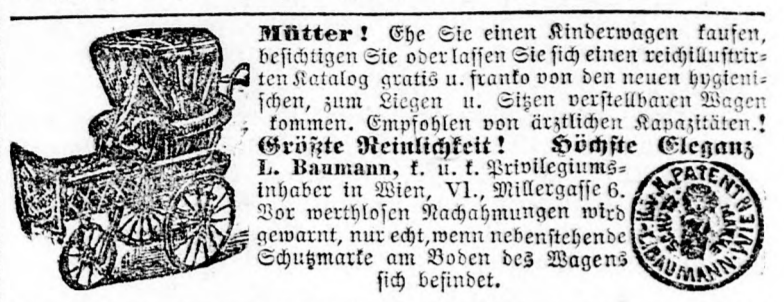 Mütter! Ehe Sie einen Kinderwagen kaufen,
besichtigen Sie oder lassen Sie sich einen reichillustrir=
ten Katalog gratis u. franko von den neuen hygieni=
schen, zum Liegen u. Sitzen verstellbaren Wagen
kommen. Empfohlen von ärztlichen Kapazitäten.!
Größte Reinlichkeit! Höchste Eleganz
L. Baumann, k. u. k. Privilegiums=
inhaber in Wien, VI., Millergasse 6.
Vor werthlosen Nachahmungen wird
gewarnt, nur echt, wenn nebenstehende
Schutzmarke am Boden des Wagens
sich befindet.
K.u.K. PATENT WIEN
L. BAUMANN
SCHUTZ MARKE